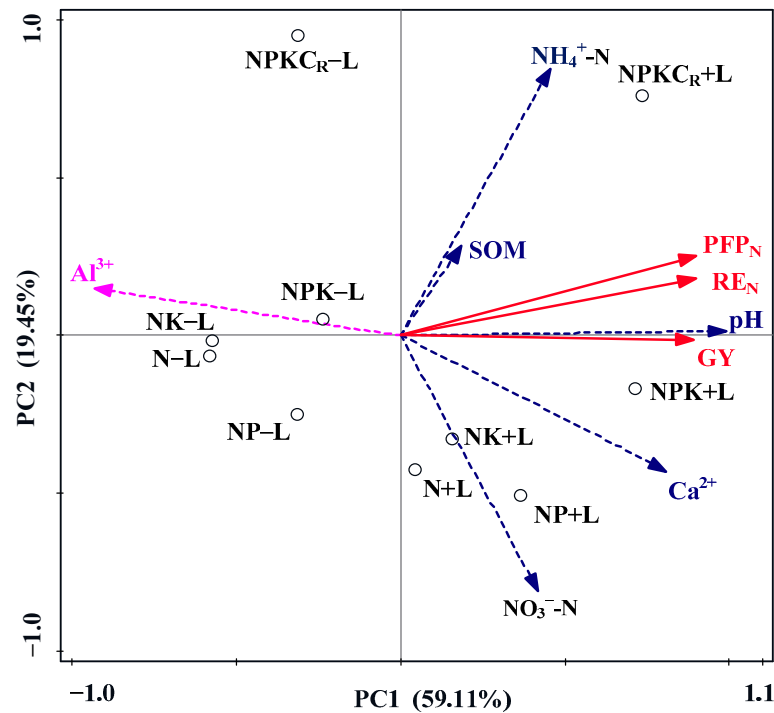 1.0
NPKCR–L
NH4+-N
NPKCR+L
SOM
PFPN
Al3+
REN
NPK–L
pH
NK–L
N–L
GY
NPK+L
NP–L
NK+L
N+L
Ca2+
NP+L
NO3−-N
PC2 (19.45%)
−1.0
−1.0
PC1 (59.11%)
1.1